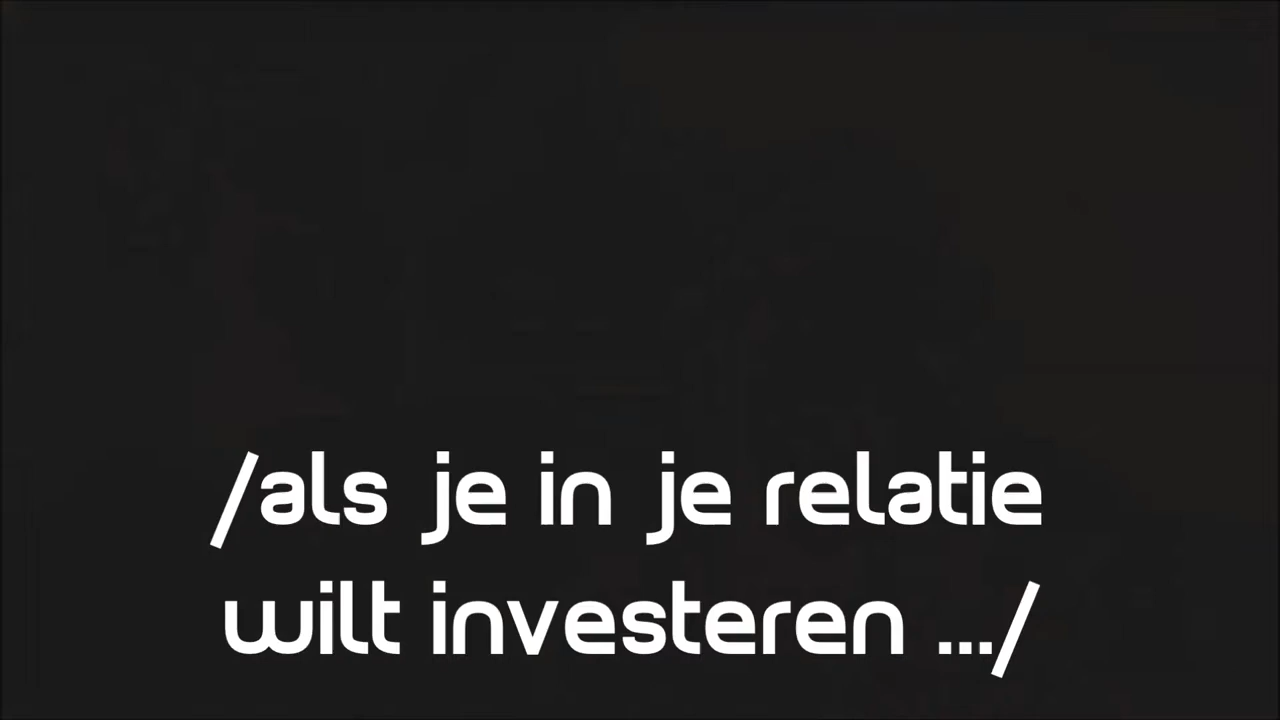 /als je in je relatie
wilt investeren .../